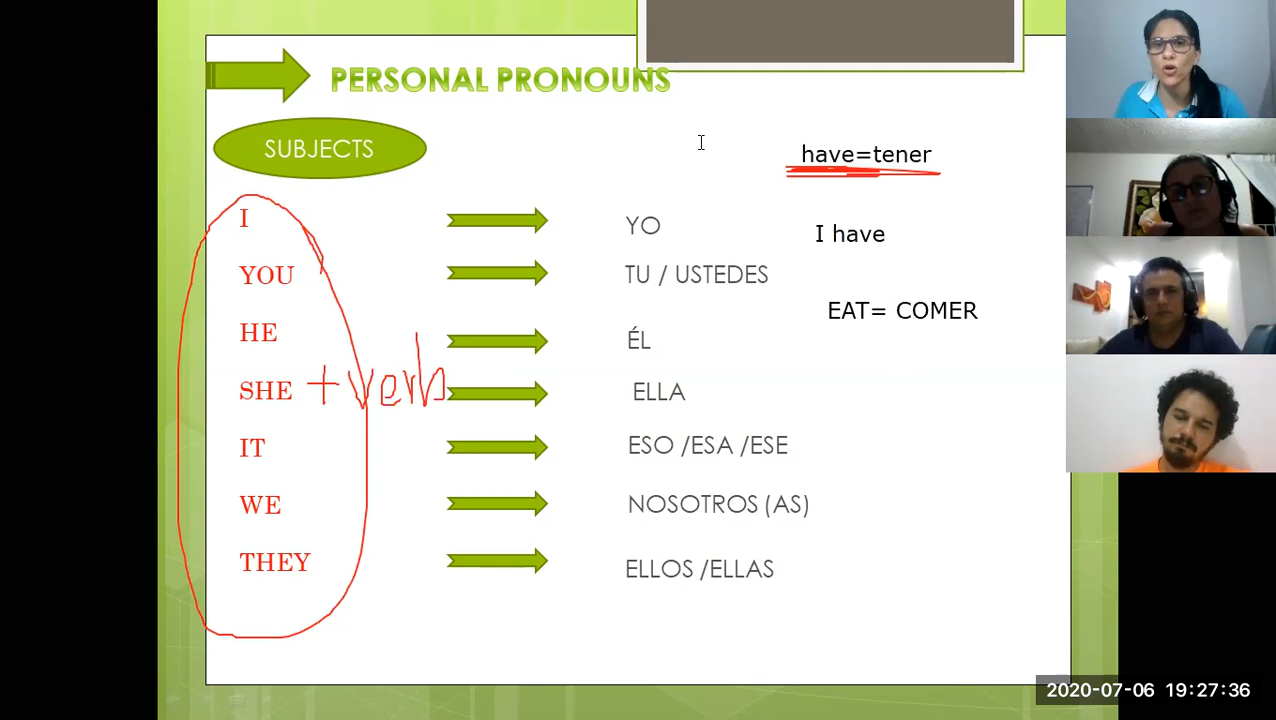 PERSONAL PRONOUNS
SUBJECTS
have=tener
I YO I have
YOU TU / USTEDES
EAT= COMER
HE ÉL
SHE + verb ELLA
IT ESO /ESA /ESE
WE NOSOTROS (AS)
THEY ELLOS /ELLAS
2020-07-06 19:27:36